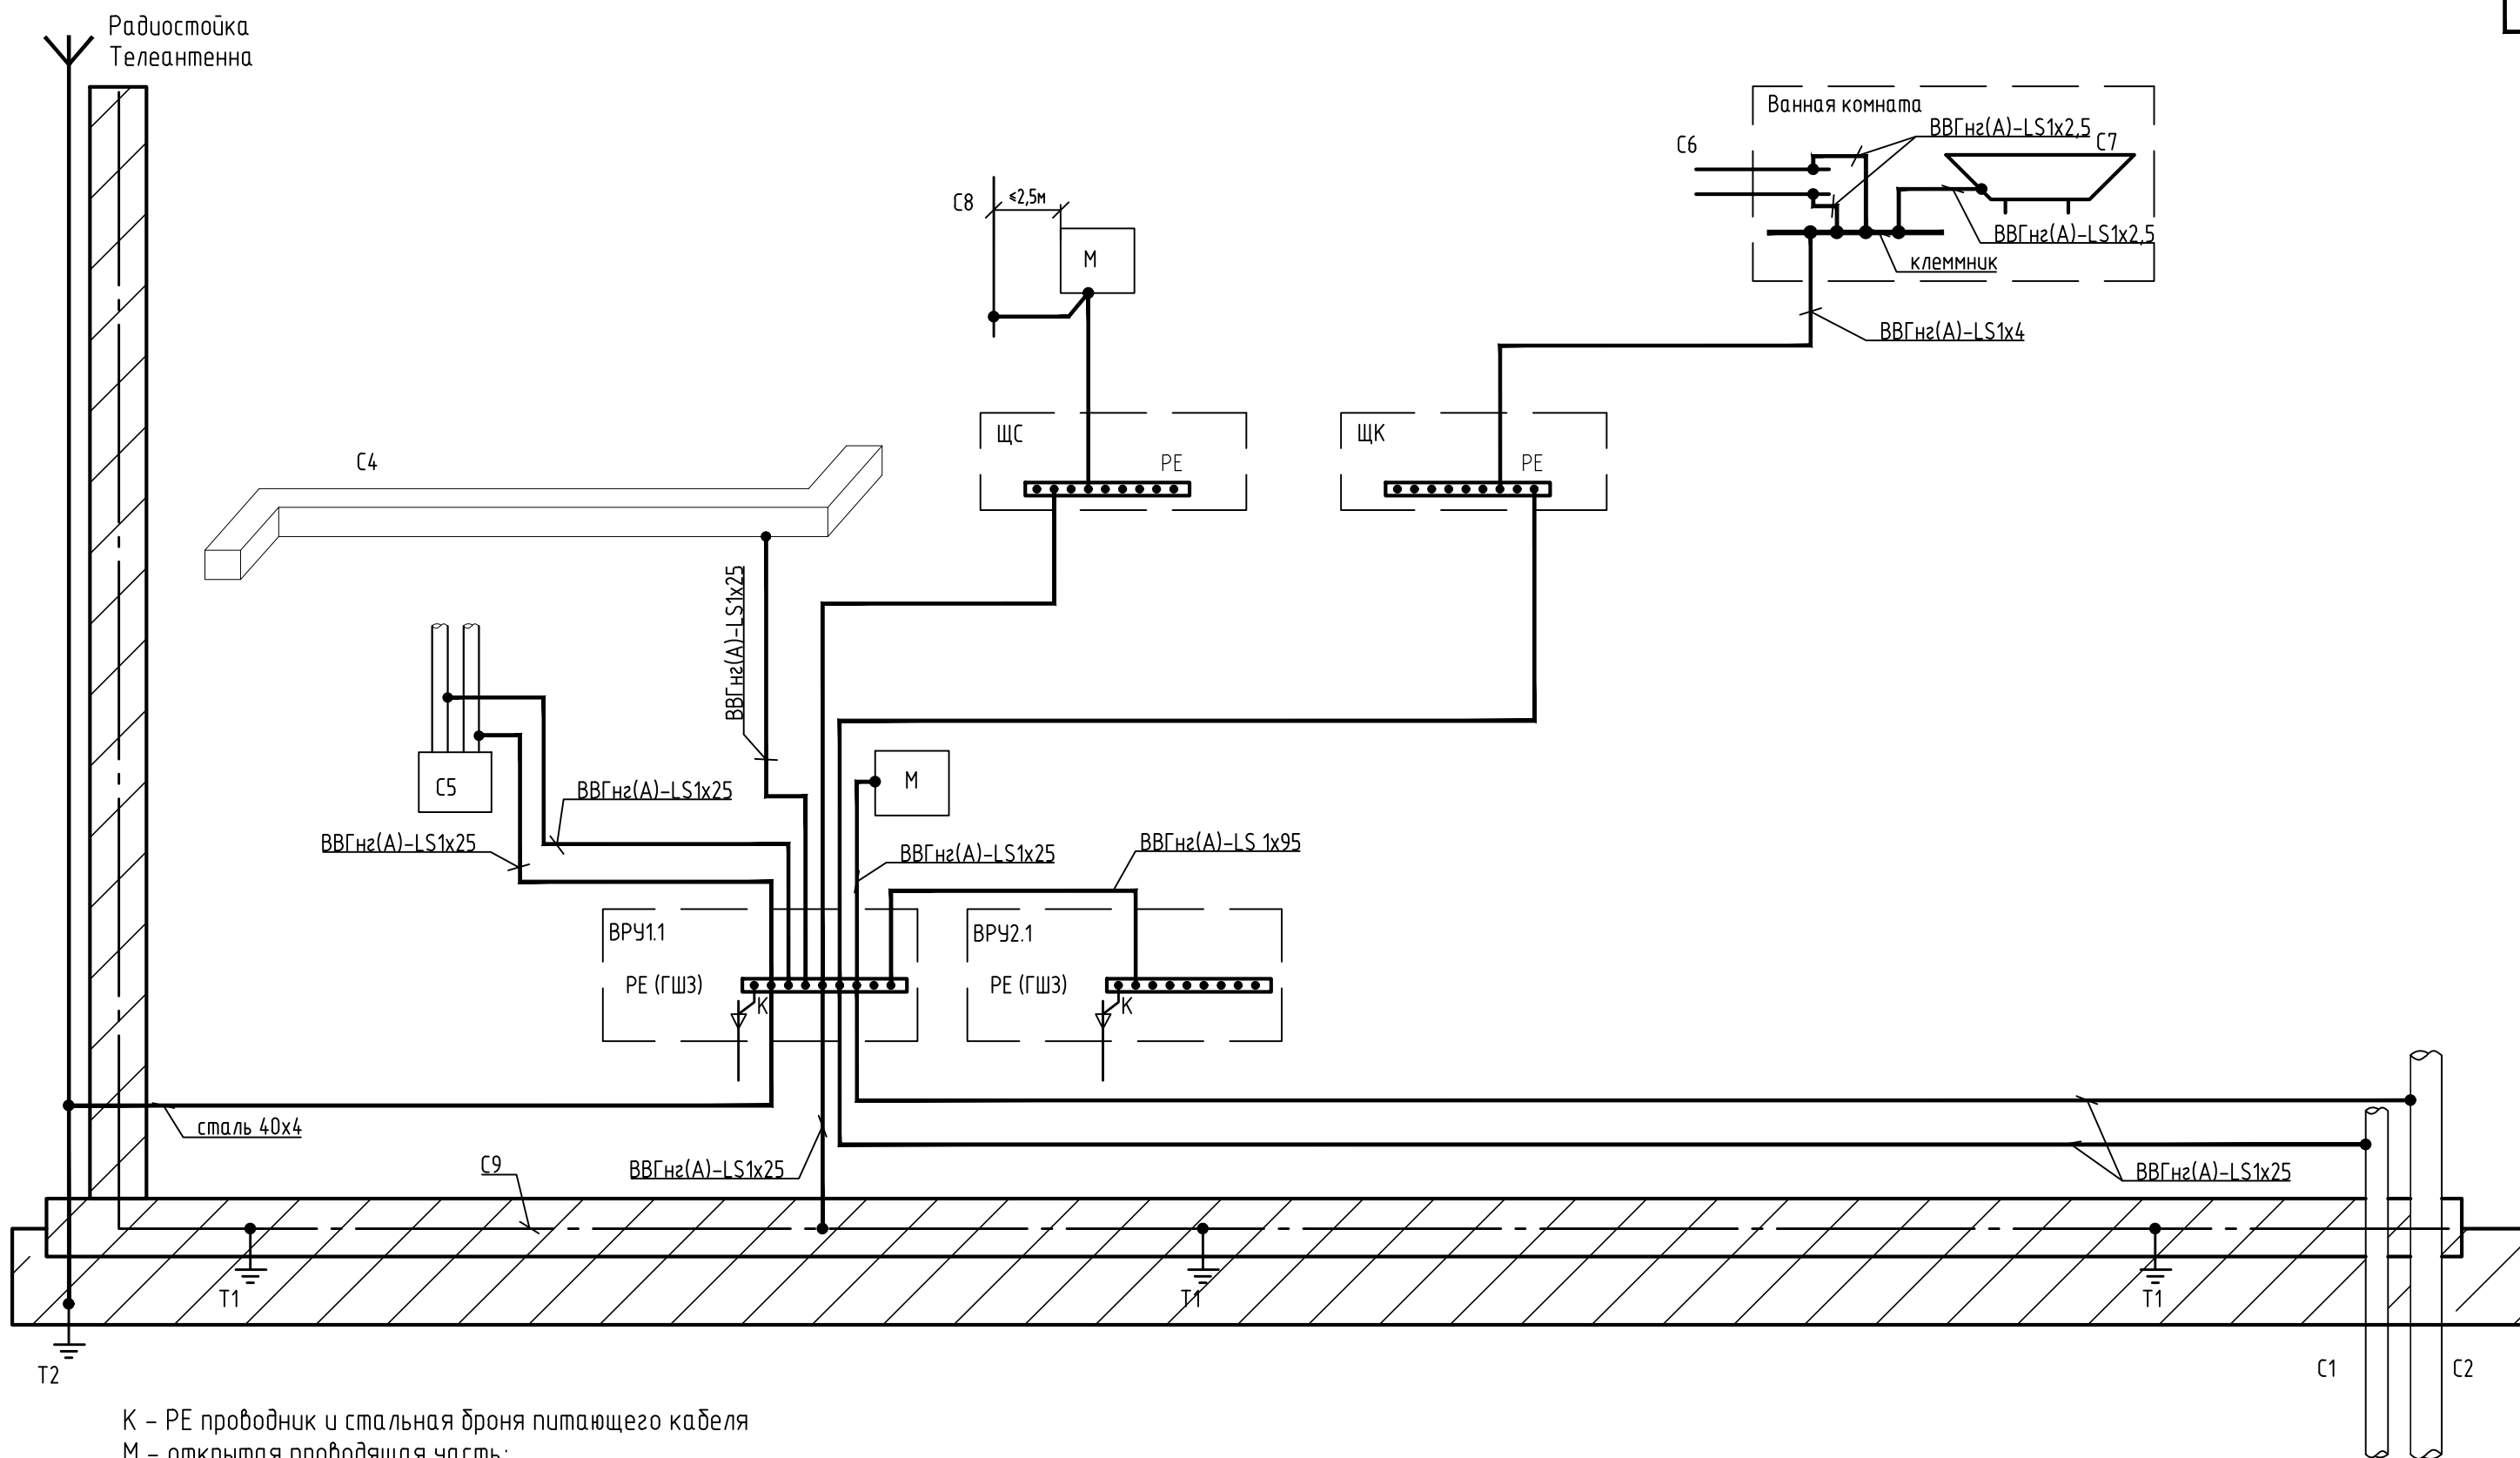 Радиостойка
Телеантенна
Ванная комната
ВВГнг(А)-LS1х2,5
С6
С7
С8
≤2,5м
М
ВВГнг(А)-LS1х2,5
клеммник
ВВГнг(А)-LS1х4
ЩС
ЩК
РЕ
РЕ
С4
ВВГнг(А)-LS1х25
С5
М
ВВГнг(А)-LS1х25
ВВГнг(А)-LS1х25
ВВГнг(А)-LS1х25
ВВГнг(А)-LS 1х95
ВРУ1.1
ВРУ2.1
РЕ (ГШЗ)
РЕ (ГШЗ)
К
К
сталь 40х4
С9
ВВГнг(А)-LS1х25
ВВГнг(А)-LS1х25
Т1
Т1
Т1
Т2
С1
С2
К - РЕ проводник и стальная броня питающего кабеля
М - открытая проводящая часть;